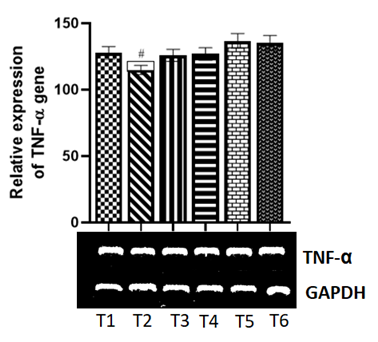 Relative expression
of TNF-α gene
150
100
50
0
#
TNF-α
GAPDH
T1 T2 T3 T4 T5 T6